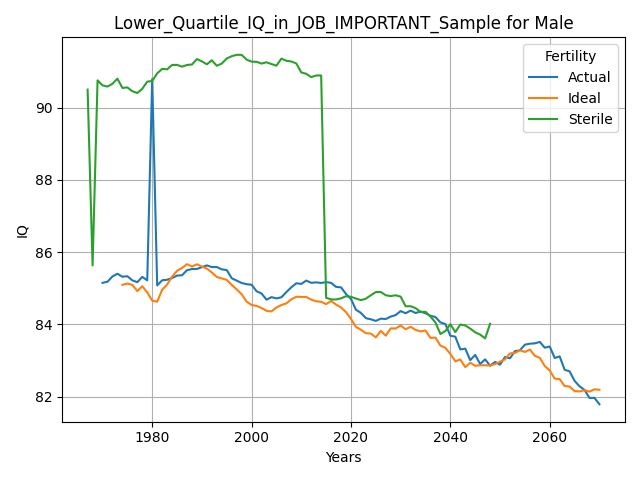 Lower_Quartile_IQ_in_JOB_IMPORTANT_Sample for Male
Fertility
Actual
Ideal
Sterile
IQ
90
88
86
84
82
1980
2000
2020
2040
2060
Years